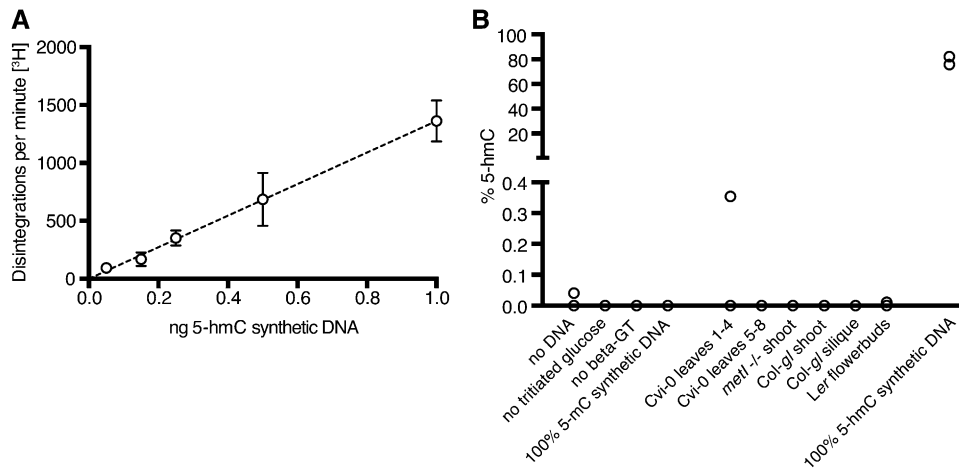 A
Disintegrations per minute [³H]
2000
1500
1000
500
0
0.0 0.2 0.4 0.6 0.8 1.0
ng 5-hmC synthetic DNA
B
% 5-hmC
100
80
60
40
20
0.4
0.3
0.2
0.1
0.0
no DNA
no tritiated glucose
no beta-GT
100% 5-mC synthetic DNA
Cvi-0 leaves 1-4
Cvi-0 leaves 5-8
metI -/- shoot
Col-gl shoot
Col-gl silique
Ler flowerbuds
100% 5-hmC synthetic DNA